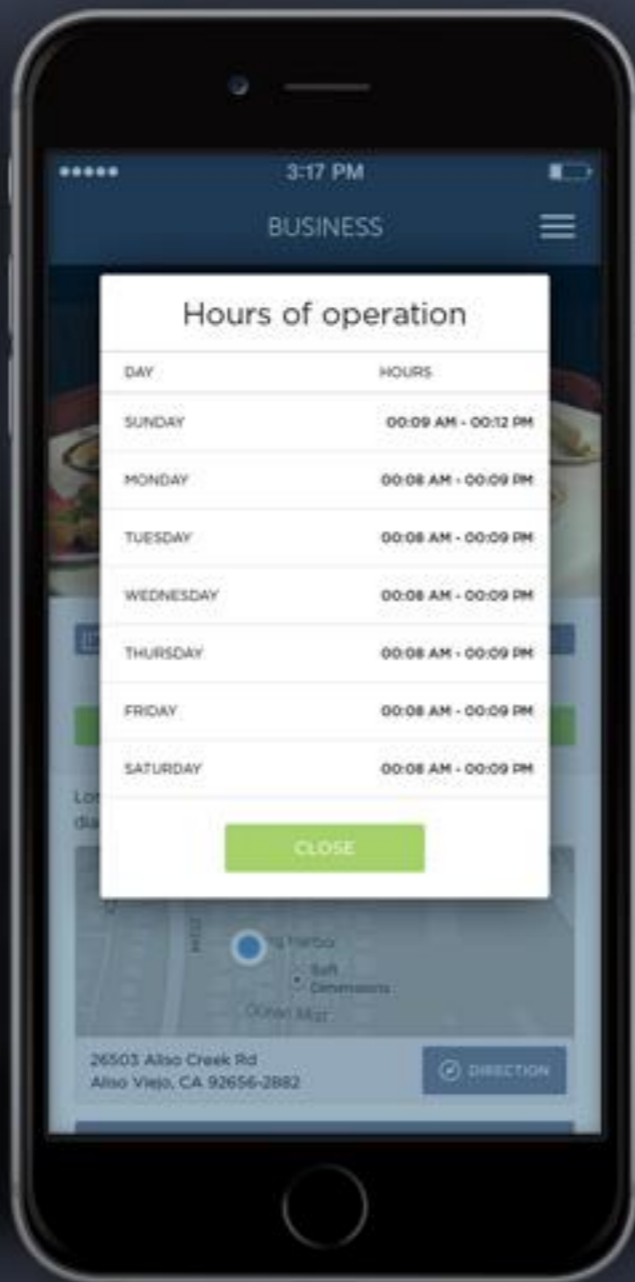 3:17 PM
BUSINESS
Hours of operation
DAY HOURS
SUNDAY 00:09 AM - 00:12 PM
MONDAY 00:08 AM - 00:09 PM
TUESDAY 00:08 AM - 00:09 PM
WEDNESDAY 00:08 AM - 00:09 PM
THURSDAY 00:08 AM - 00:09 PM
FRIDAY 00:08 AM - 00:09 PM
SATURDAY 00:08 AM - 00:09 PM
CLOSE
Harbor
Soft
Dimensions
Ocean Mist
26503 Aliso Creek Rd
Aliso Viejo, CA 92656-2882
DIRECTION